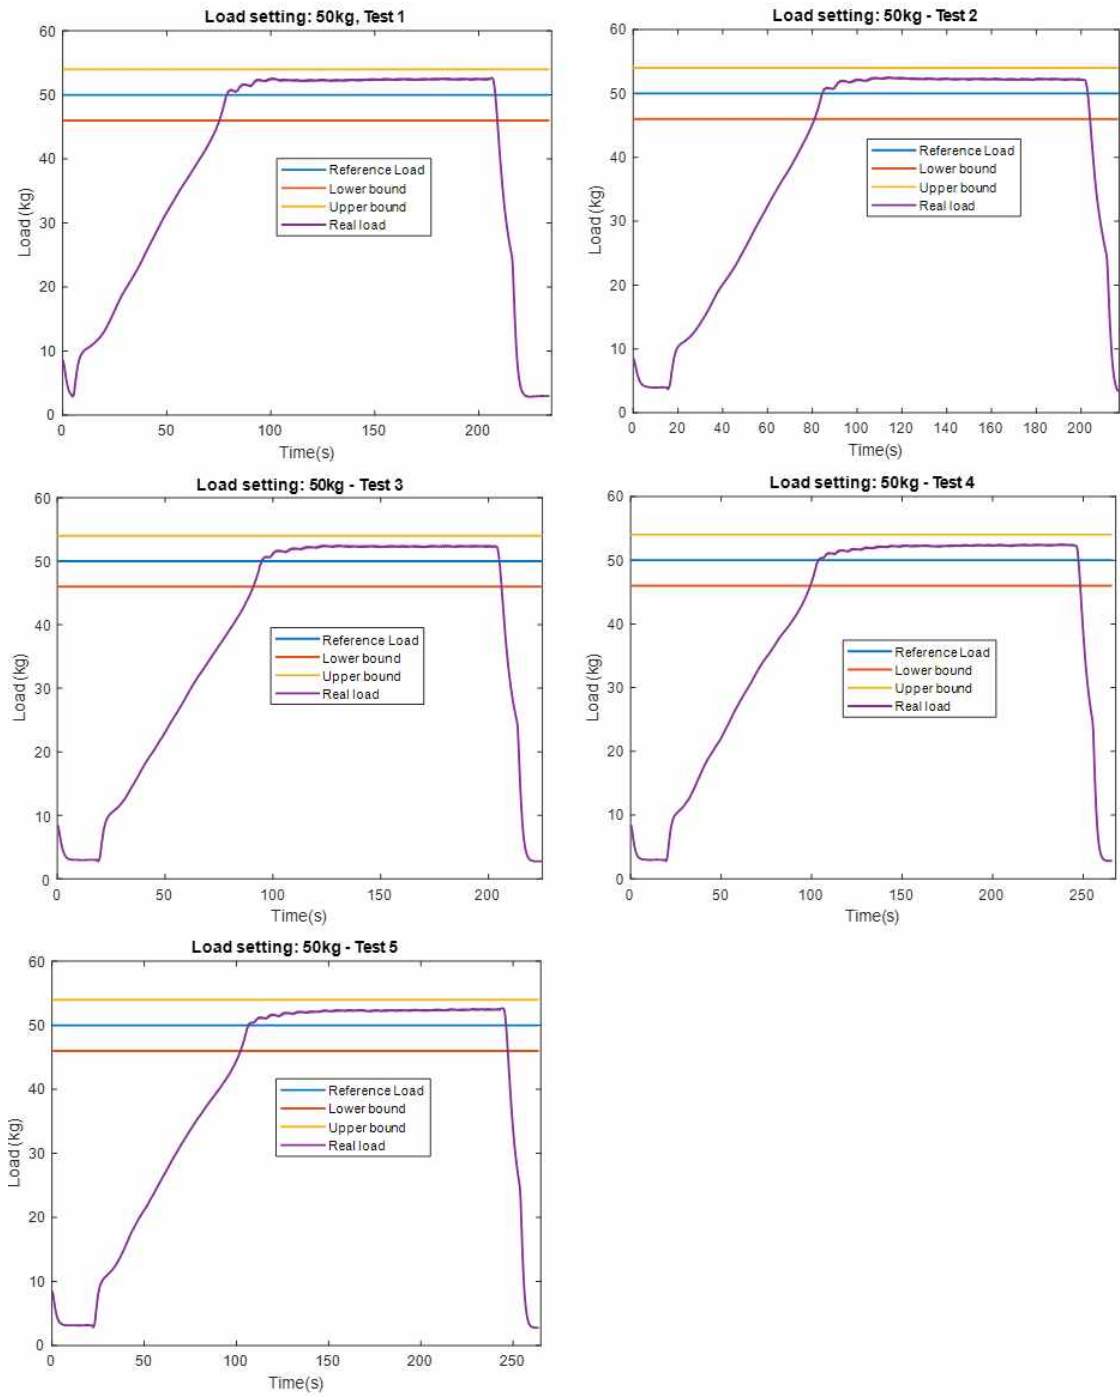 Load setting: 50kg, Test 1
60
50
40
30
20
10
0
Load (kg)
Reference Load
Lower bound
Upper bound
Real load
0 50 100 150 200
Time(s)
Load setting: 50kg - Test 2
60
50
40
30
20
10
0
Load (kg)
Reference Load
Lower bound
Upper bound
Real load
0 20 40 60 80 100 120 140 160 180 200
Time(s)
Load setting: 50kg - Test 3
60
50
40
30
20
10
0
Load (kg)
Reference Load
Lower bound
Upper bound
Real load
0 50 100 150 200
Time(s)
Load setting: 50kg - Test 4
60
50
40
30
20
10
0
Load (kg)
Reference Load
Lower bound
Upper bound
Real load
0 50 100 150 200 250
Time(s)
Load setting: 50kg - Test 5
60
50
40
30
20
10
0
Load (kg)
Reference Load
Lower bound
Upper bound
Real load
0 50 100 150 200 250
Time(s)